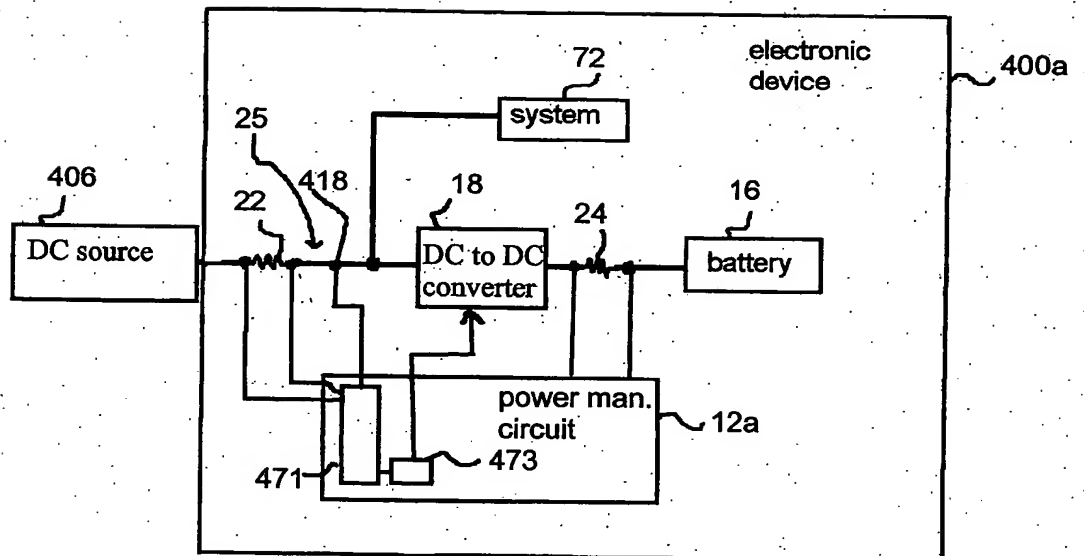 electronic
device
400a
72
system
25
418
406
22
18
24
16
DC source
DC to DC
converter
battery
power man.
circuit
12a
471
473